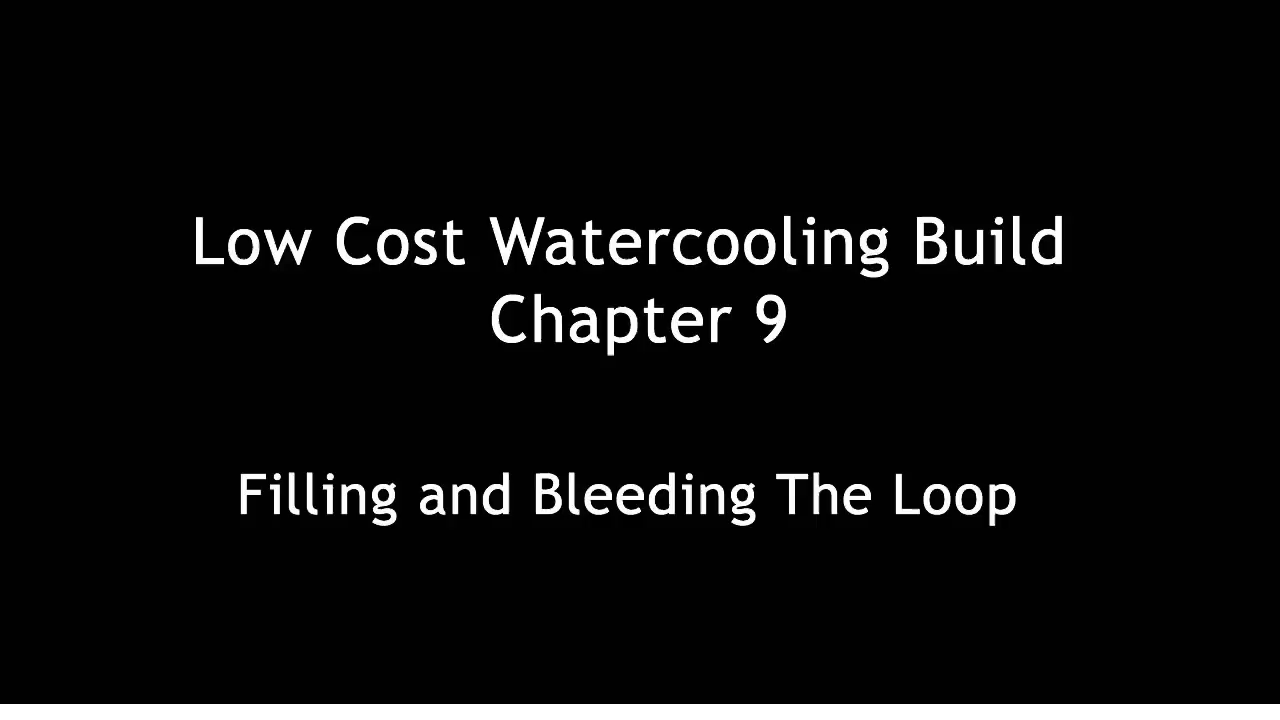 Low Cost Watercooling Build
Chapter 9
Filling and Bleeding The Loop